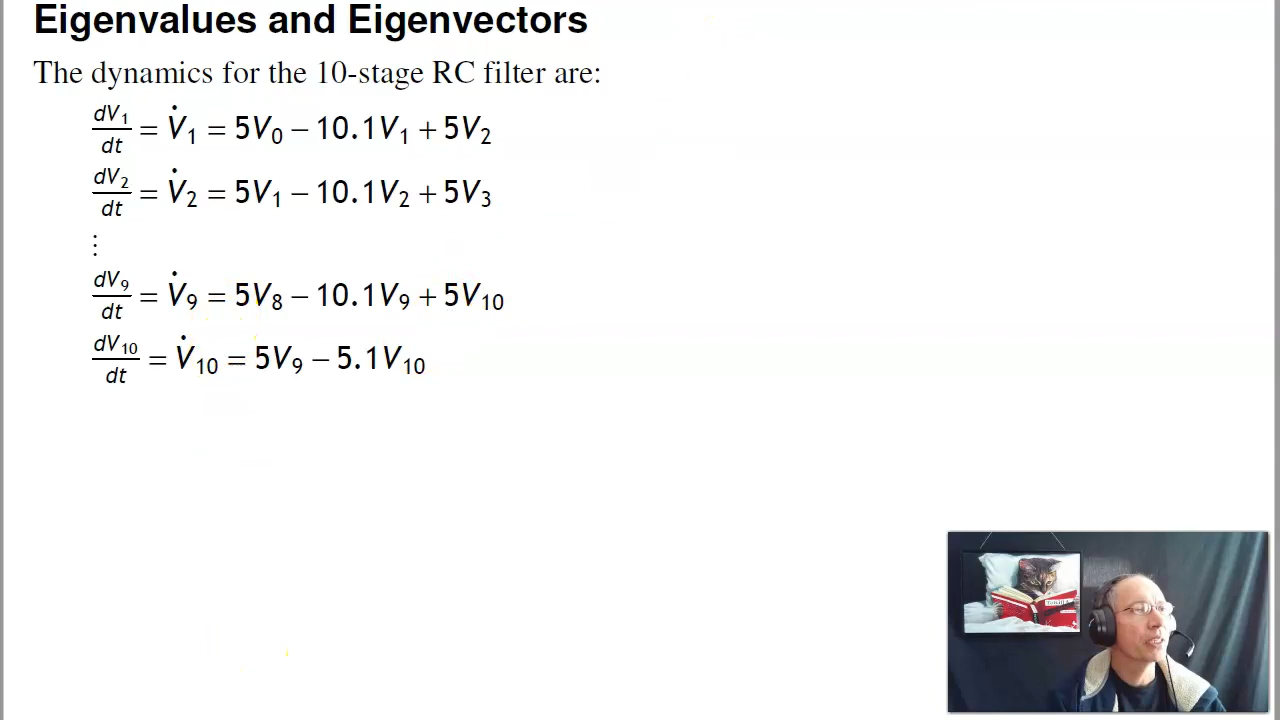 Eigenvalues and Eigenvectors
The dynamics for the 10-stage RC filter are:
dV₁/dt = V̇₁ = 5V₀ − 10.1V₁ + 5V₂
dV₂/dt = V̇₂ = 5V₁ − 10.1V₂ + 5V₃
⋮
dV₉/dt = V̇₉ = 5V₈ − 10.1V₉ + 5V₁₀
dV₁₀/dt = V̇₁₀ = 5V₉ − 5.1V₁₀